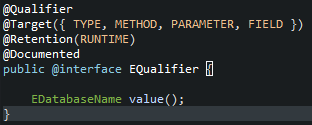 @Qualifier
@Target({ TYPE, METHOD, PARAMETER, FIELD })
@Retention(RUNTIME)
@Documented
public @interface EQualifier {
EDatabaseName value();
}